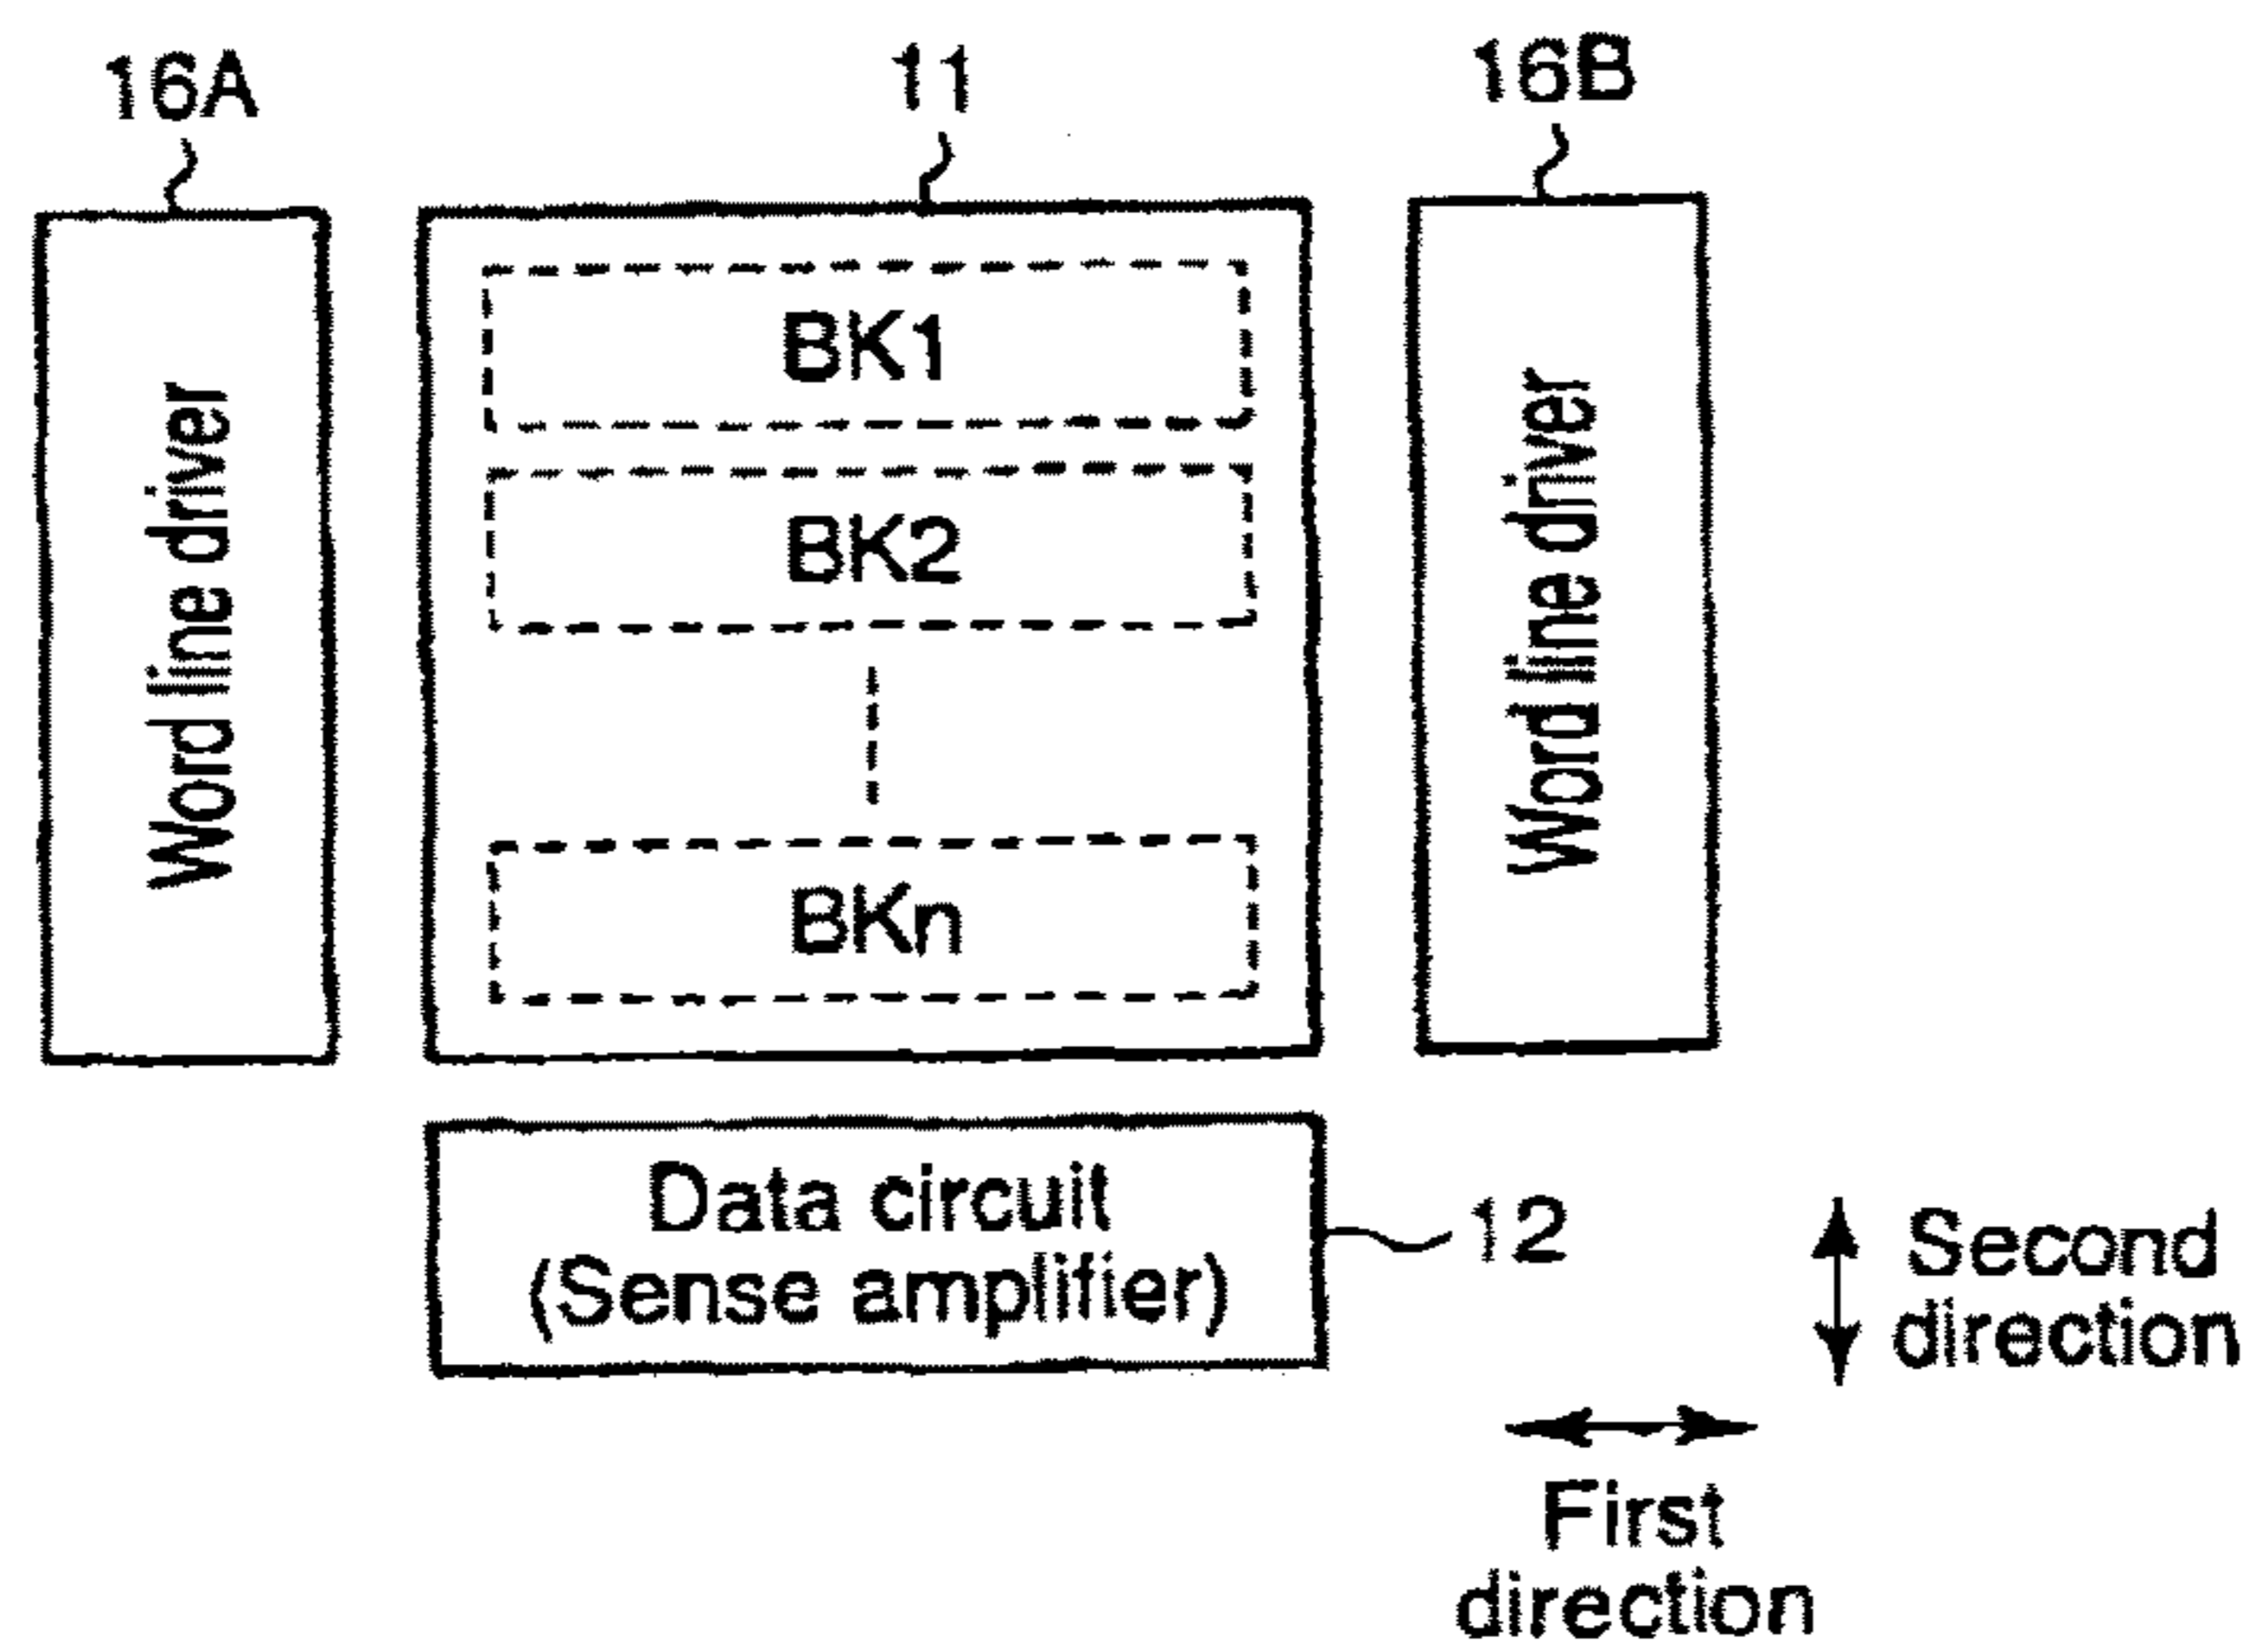 16A
11
16B
Word line driver
BK1
BK2
BKn
Word line driver
Data circuit
(Sense amplifier)
12
Second
direction
First
direction